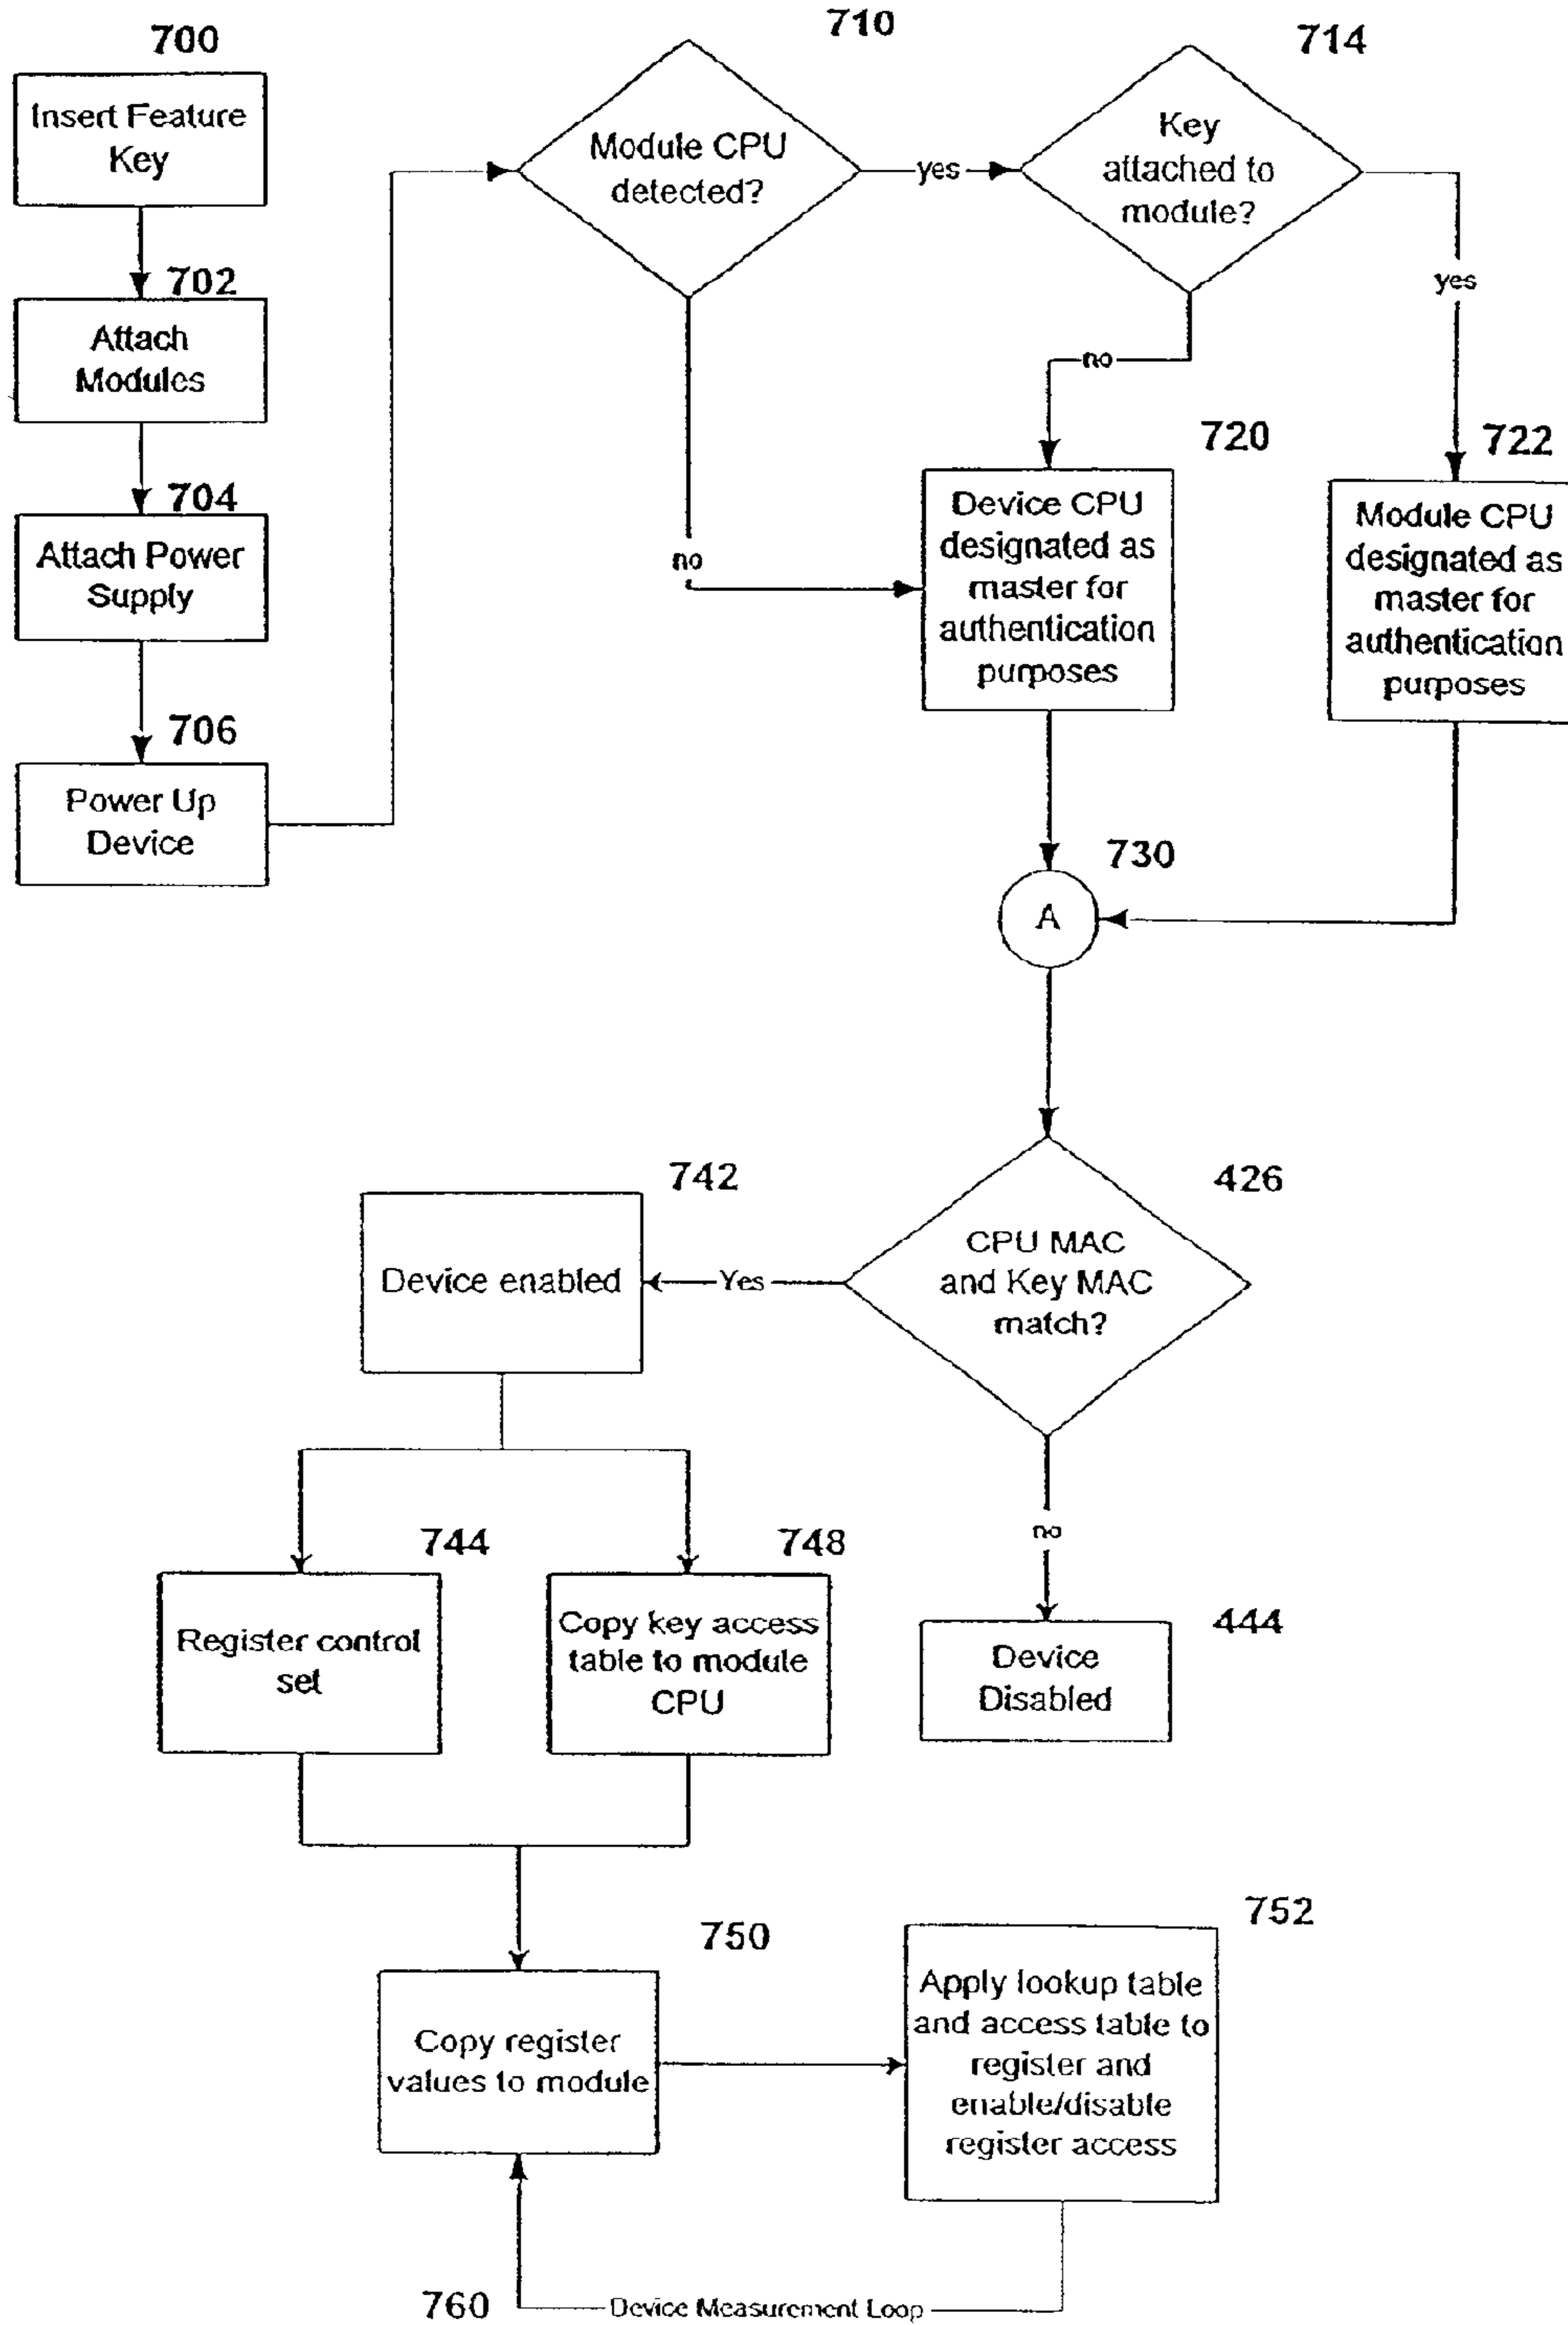 700
Insert Feature
Key
702
Attach
Modules
704
Attach Power
Supply
706
Power Up
Device
710
Module CPU
detected?
yes
no
714
Key
attached to
module?
yes
no
720
Device CPU
designated as
master for
authentication
purposes
722
Module CPU
designated as
master for
authentication
purposes
730
A
426
CPU MAC
and Key MAC
match?
Yes
no
742
Device enabled
444
Device
Disabled
744
Register control
set
748
Copy key access
table to module
CPU
750
Copy register
values to module
752
Apply lookup table
and access table to
register and
enable/disable
register access
760
Device Measurement Loop